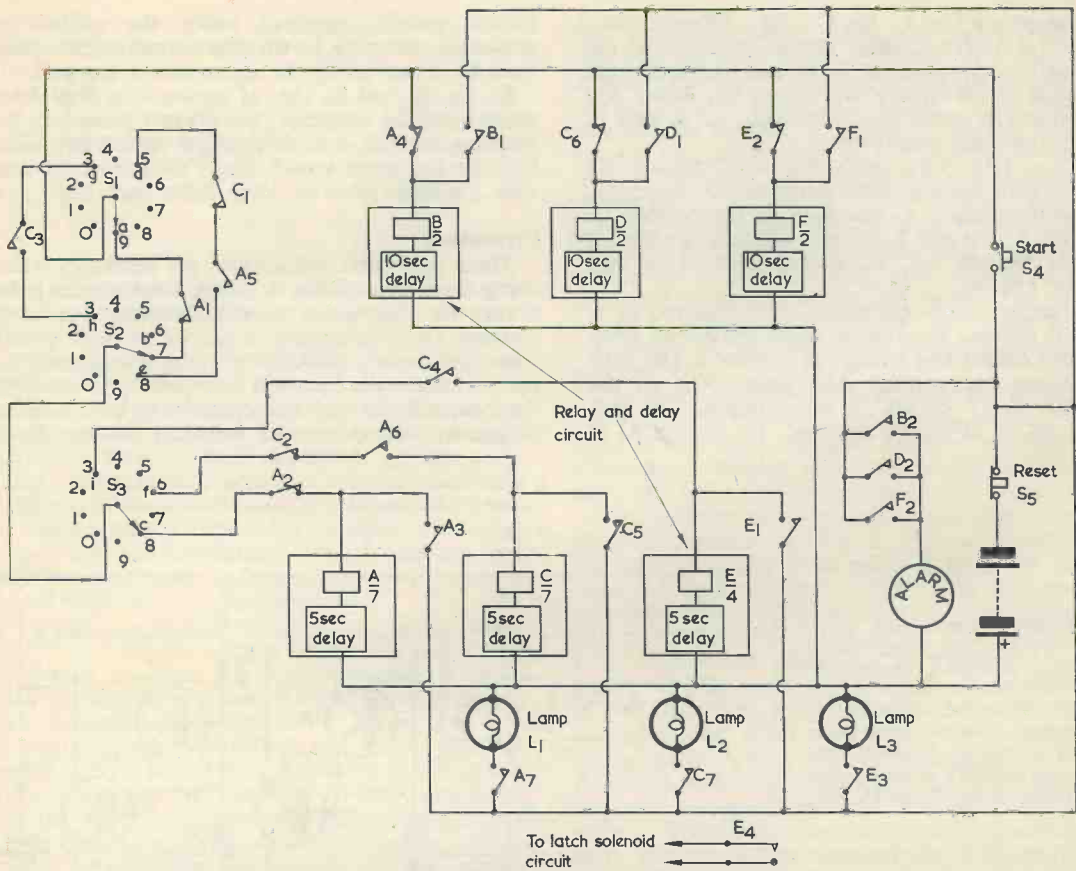 A4
B1
C6
D1
E2
F1
3 4 5
g S1 d
2 6
1 a 7
0 9 8
C1
C3
A5
A1
B/2
10sec
delay
D/2
10sec
delay
F/2
10sec
delay
Start
S4
3 4 5
h S2 b 6
2 7
1 e
0 9 8
C4
Relay and delay
circuit
C2
A6
B2
D2
F2
Reset
S5
3 4 5
i S3 f 6
2
1 c 7
0 9 8
A2
A3
C5
E1
ALARM
+
A/7
5sec
delay
C/7
5sec
delay
E/4
5 sec
delay
Lamp
L1
Lamp
L2
Lamp
L3
A7
C7
E3
To latch solenoid
circuit
E4